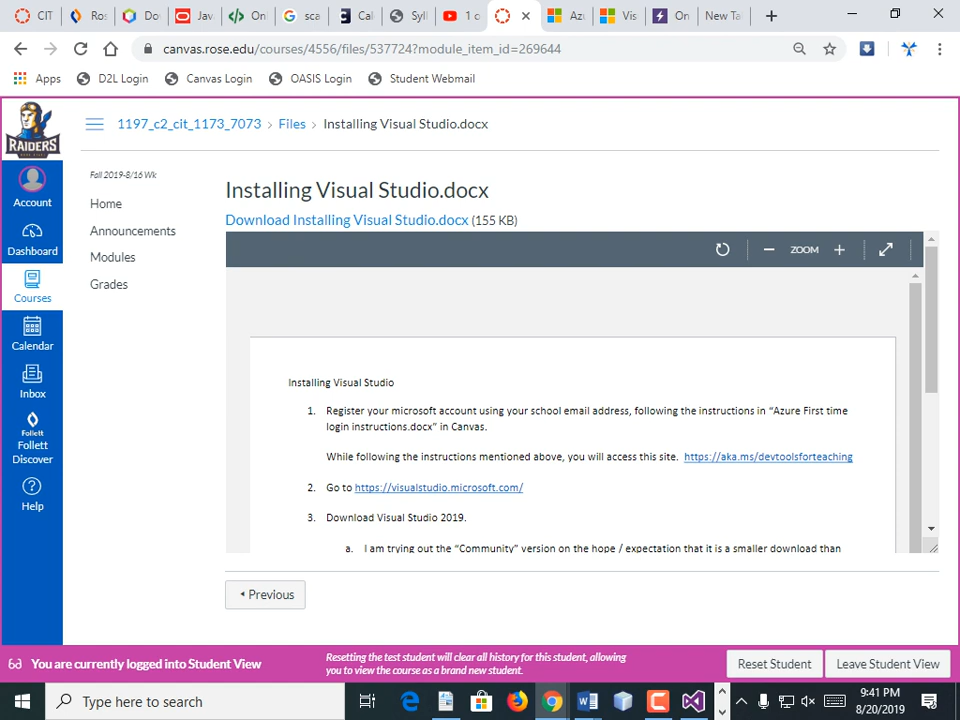 CIT
Ros
Do
Jav
Onl
sca
Cal
Syll
1 c
Azu
Vis
On
New Ta
canvas.rose.edu/courses/4556/files/537724?module_item_id=269644
Apps D2L Login Canvas Login OASIS Login Student Webmail
RAIDERS
1197_c2_cit_1173_7073 > Files > Installing Visual Studio.docx
Fall 2019-8/16 Wk
Home
Announcements
Modules
Grades
Account
Dashboard
Courses
Calendar
Inbox
Follett
Follett
Discover
Help
Installing Visual Studio.docx
Download Installing Visual Studio.docx (155 KB)
ZOOM
Installing Visual Studio
1. Register your microsoft account using your school email address, following the instructions in “Azure First time
login instructions.docx” in Canvas.
While following the instructions mentioned above, you will access this site. https://aka.ms/devtoolsforteaching
2. Go to https://visualstudio.microsoft.com/
3. Download Visual Studio 2019.
a. I am trying out the “Community” version on the hope / expectation that it is a smaller download than
Previous
You are currently logged into Student View
Resetting the test student will clear all history for this student, allowing
you to view the course as a brand new student.
Reset Student
Leave Student View
Type here to search
9:41 PM
8/20/2019